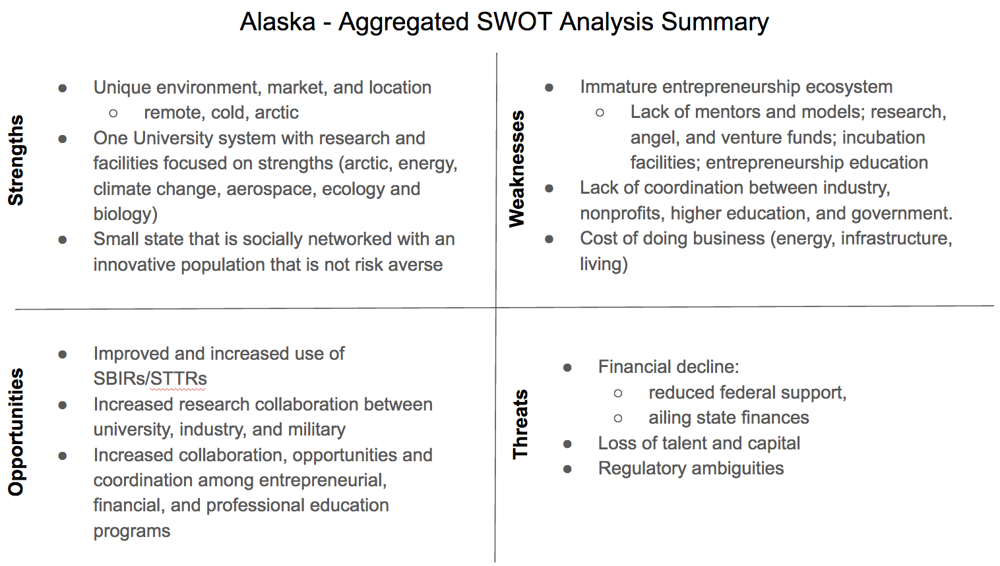 Alaska - Aggregated SWOT Analysis Summary
Strengths
● Unique environment, market, and location
○ remote, cold, arctic
● One University system with research and
facilities focused on strengths (arctic, energy,
climate change, aerospace, ecology and
biology)
● Small state that is socially networked with an
innovative population that is not risk averse
Weaknesses
● Immature entrepreneurship ecosystem
○ Lack of mentors and models; research,
angel, and venture funds; incubation
facilities; entrepreneurship education
● Lack of coordination between industry,
nonprofits, higher education, and government.
● Cost of doing business (energy, infrastructure,
living)
Opportunities
● Improved and increased use of
SBIRs/STTRs
● Increased research collaboration between
university, industry, and military
● Increased collaboration, opportunities and
coordination among entrepreneurial,
financial, and professional education
programs
Threats
● Financial decline:
○ reduced federal support,
○ ailing state finances
● Loss of talent and capital
● Regulatory ambiguities